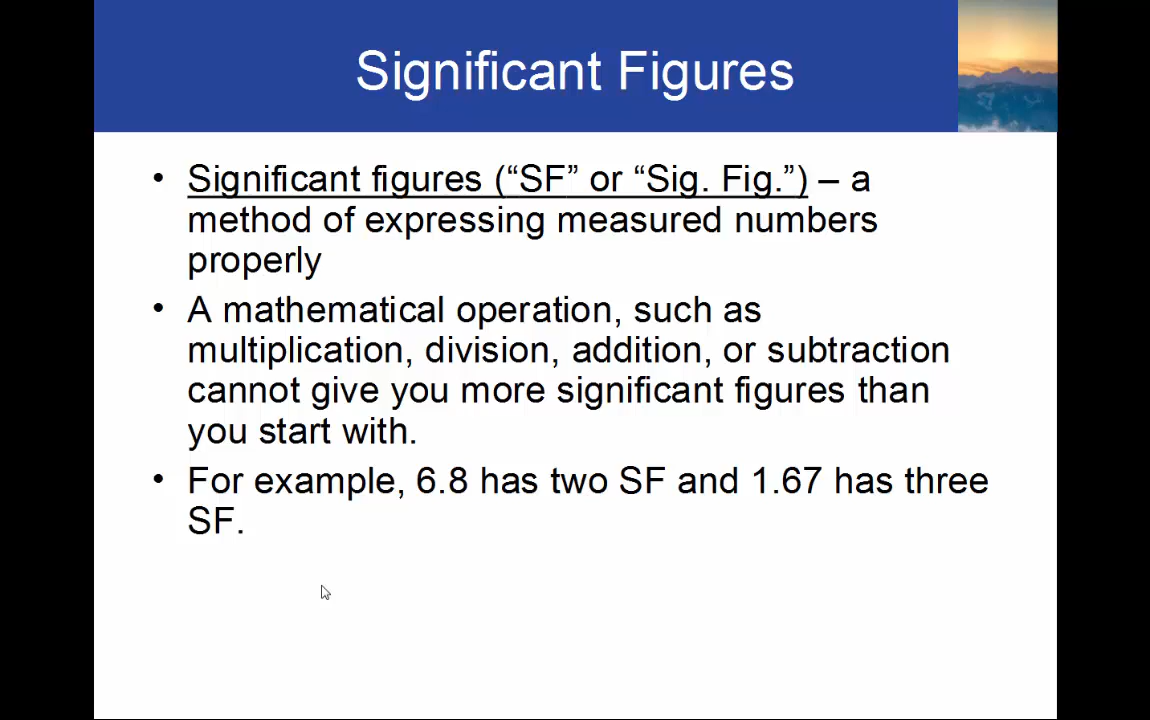 Significant Figures
• Significant figures (“SF” or “Sig. Fig.”) – a
method of expressing measured numbers
properly
• A mathematical operation, such as
multiplication, division, addition, or subtraction
cannot give you more significant figures than
you start with.
• For example, 6.8 has two SF and 1.67 has three
SF.